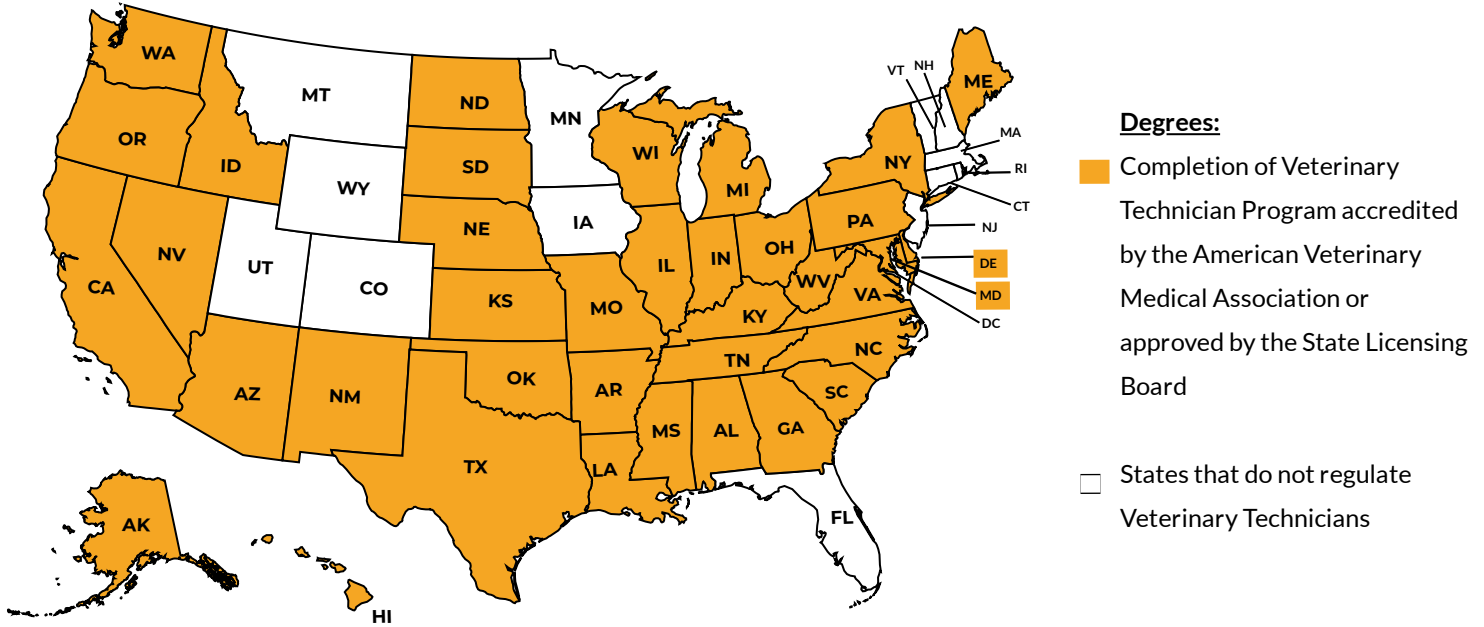 WA
MT
ND
MN
VT
NH
ME
OR
ID
SD
WI
MI
NY
MA
WY
RI
CT
IA
NE
PA
NJ
NV
UT
CO
IL
IN
OH
DE
CA
KS
MO
WV
VA
MD
KY
DC
TN
NC
AZ
NM
OK
AR
SC
MS
AL
GA
TX
LA
FL
AK
HI
Degrees:
Completion of Veterinary
Technician Program accredited
by the American Veterinary
Medical Association or
approved by the State Licensing
Board
States that do not regulate
Veterinary Technicians